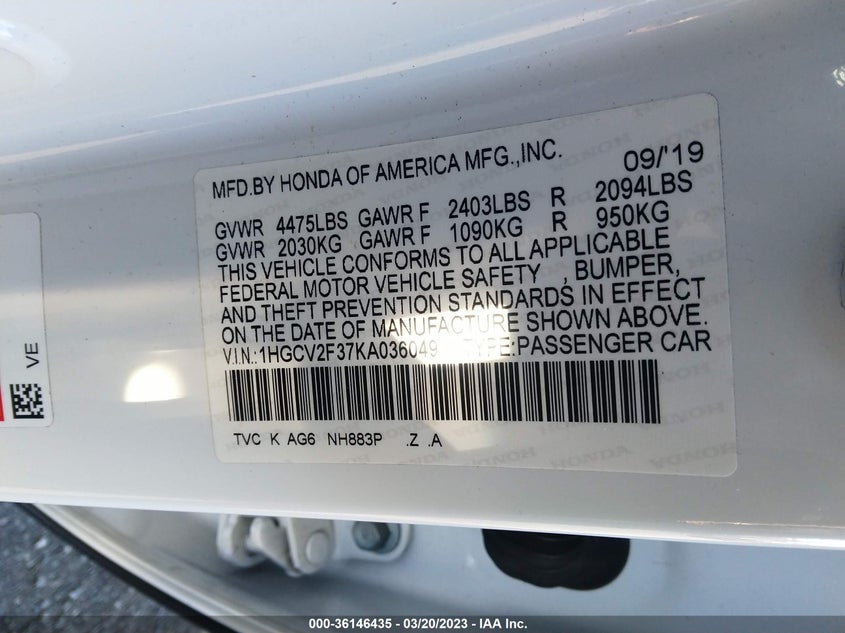 MFD.BY HONDA OF AMERICA MFG.,INC. 09/'19
GVWR 4475LBS GAWR F 2403LBS R 2094LBS
GVWR 2030KG GAWR F 1090KG R 950KG
THIS VEHICLE CONFORMS TO ALL APPLICABLE
FEDERAL MOTOR VEHICLE SAFETY , BUMPER,
AND THEFT PREVENTION STANDARDS IN EFFECT
ON THE DATE OF MANUFACTURE SHOWN ABOVE.
V.I.N.:1HGCV2F37KA036049 TYPE:PASSENGER CAR
TVC K AG6 NH883P .Z .A
VE
000-36146435 - 03/20/2023 - IAA Inc.